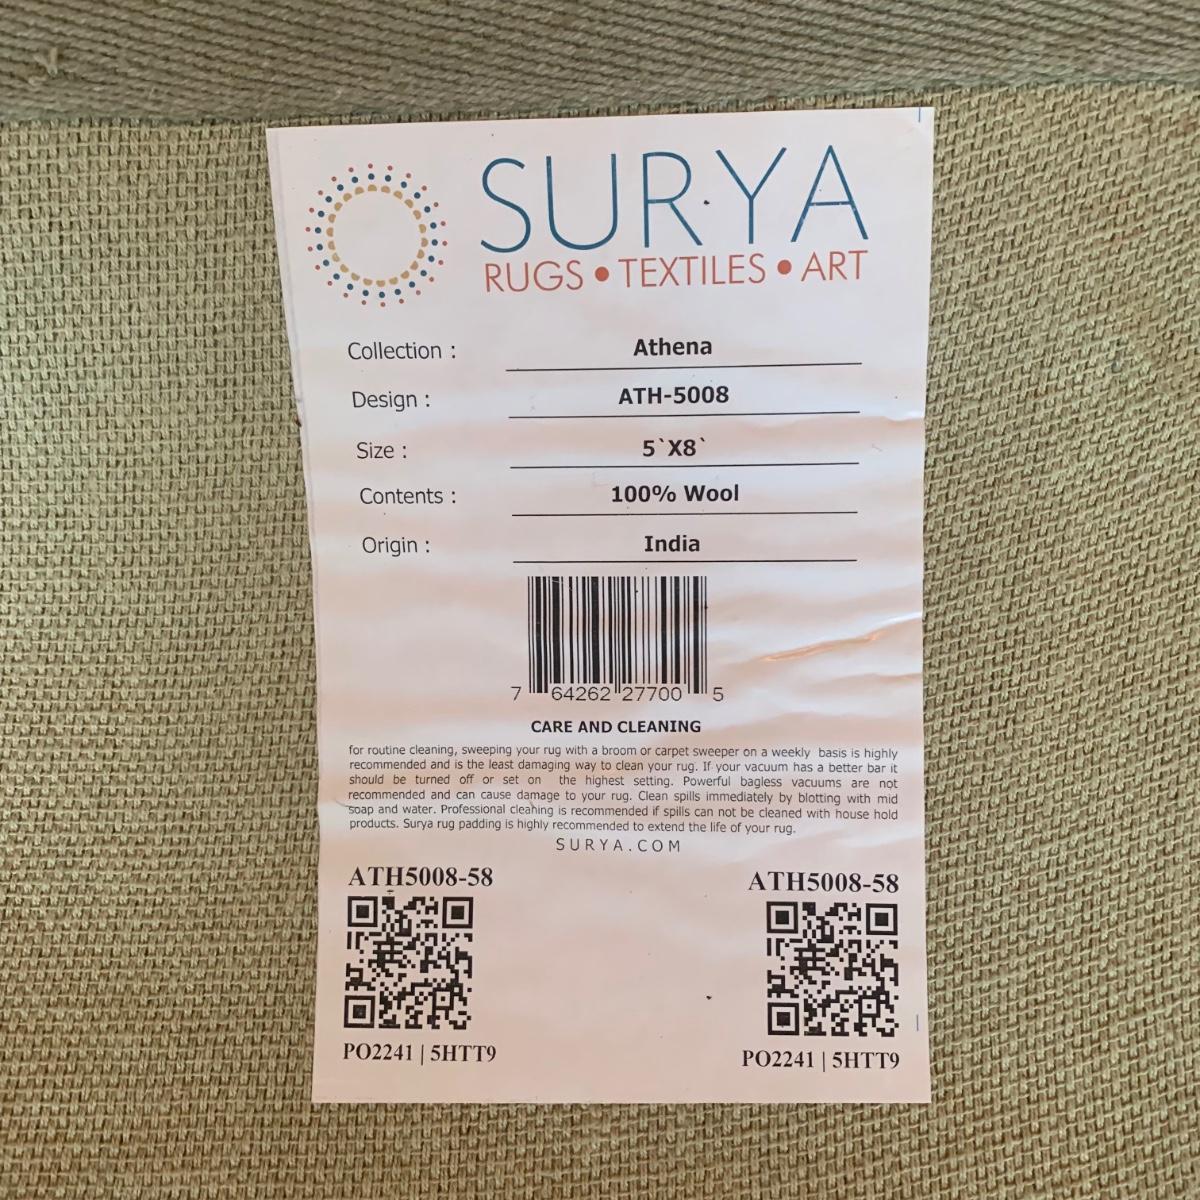 SURYA
RUGS • TEXTILES • ART
Collection : Athena
Design : ATH-5008
Size : 5`X8`
Contents : 100% Wool
Origin : India
7 64262 27700 5
CARE AND CLEANING
for routine cleaning, sweeping your rug with a broom or carpet sweeper on a weekly basis is highly
recommended and is the least damaging way to clean your rug. If your vacuum has a better bar it
should be turned off or set on the highest setting. Powerful bagless vacuums are not
recommended and can cause damage to your rug. Clean spills immediately by blotting with mid
soap and water. Professional cleaning is recommended if spills can not be cleaned with house hold
products. Surya rug padding is highly recommended to extend the life of your rug.
SURYA.COM
ATH5008-58 ATH5008-58
PO2241 | 5HTT9 PO2241 | 5HTT9